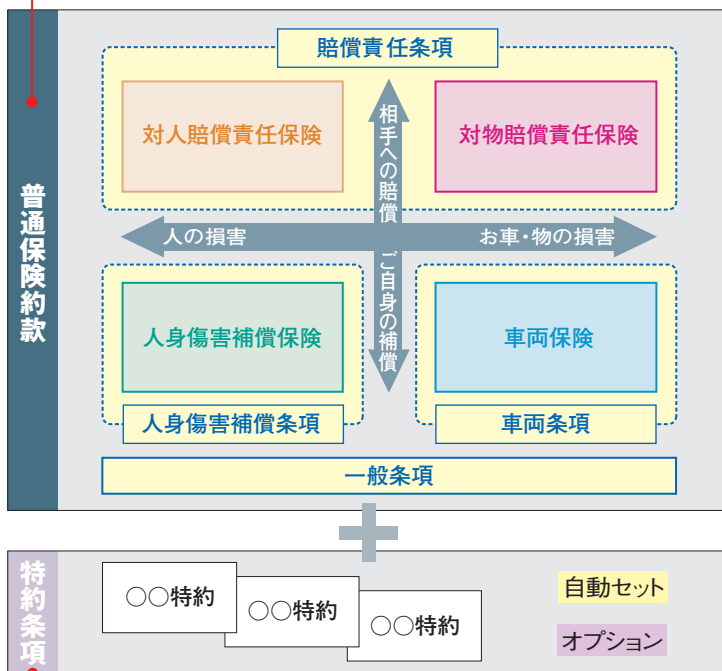 普通保険約款
賠償責任条項
対人賠償責任保険
対物賠償責任保険
相手への賠償
人の損害
お車・物の損害
ご自身の補償
人身傷害補償保険
車両保険
人身傷害補償条項
車両条項
一般条項
特約条項
○○特約
○○特約
○○特約
自動セット
オプション